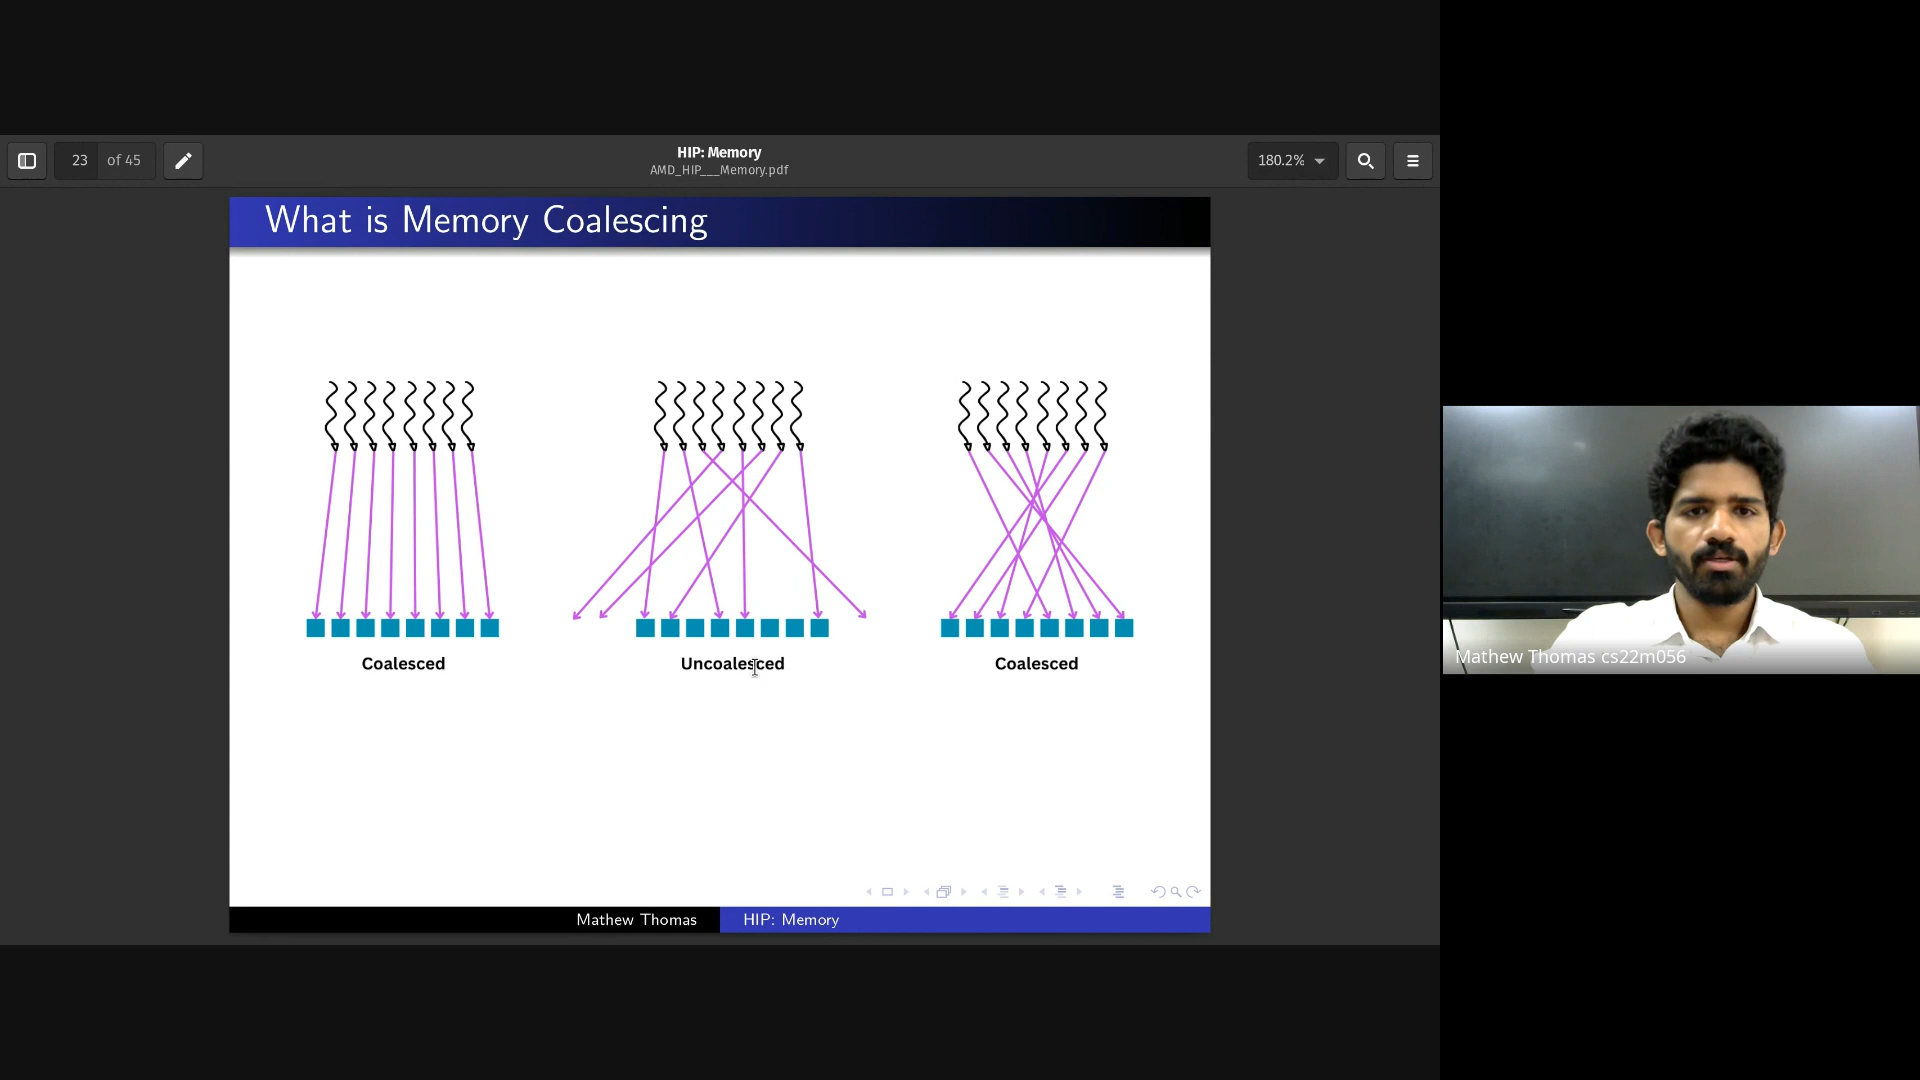 23 of 45
HIP: Memory
AMD_HIP___Memory.pdf
180.2%
What is Memory Coalescing
Coalesced
Uncoalesced
Coalesced
Mathew Thomas
HIP: Memory
Mathew Thomas cs22m056